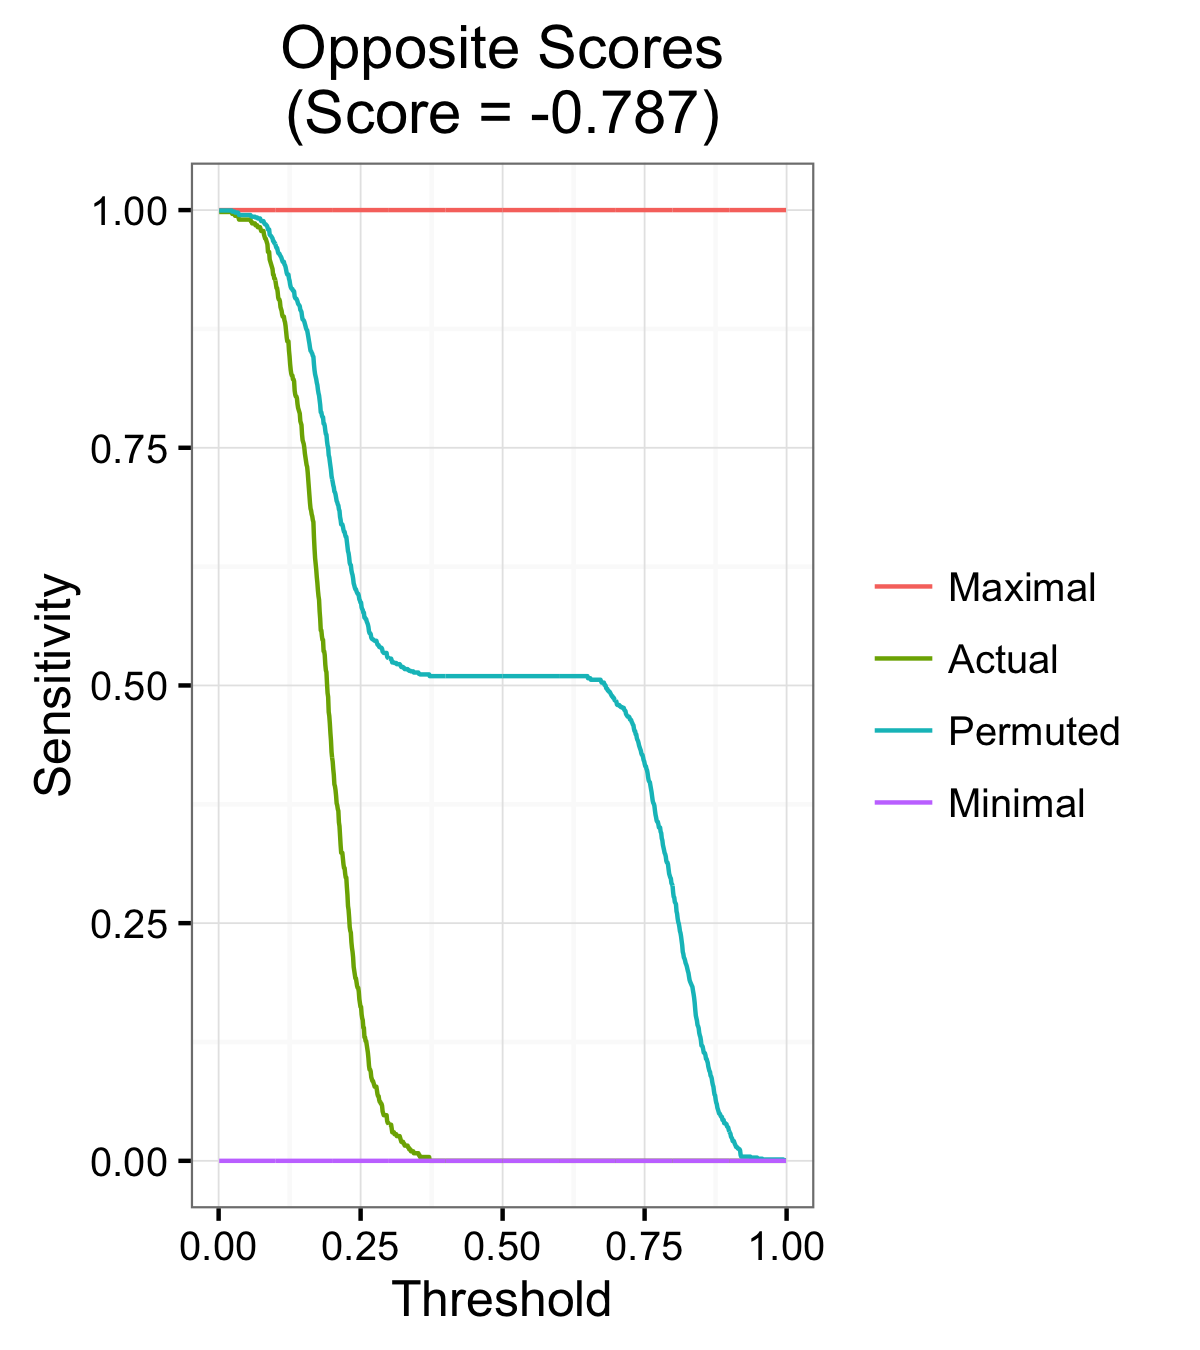 Opposite Scores
(Score = -0.787)
1.00
0.75
0.50
0.25
0.00
Sensitivity
0.00 0.25 0.50 0.75 1.00
Threshold
Maximal
Actual
Permuted
Minimal